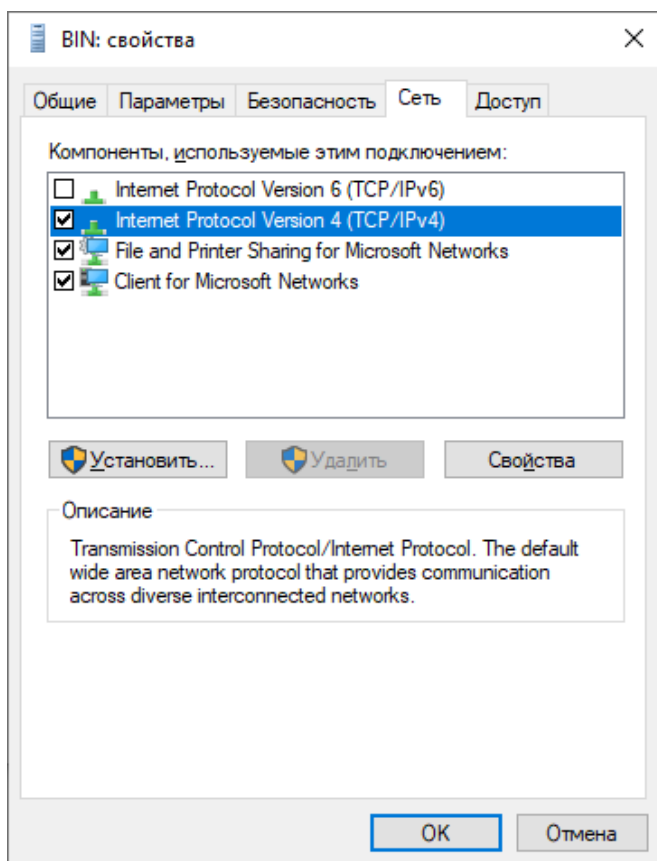 BIN: свойства
Общие Параметры Безопасность Сеть Доступ
Компоненты, используемые этим подключением:
Internet Protocol Version 6 (TCP/IPv6)
Internet Protocol Version 4 (TCP/IPv4)
File and Printer Sharing for Microsoft Networks
Client for Microsoft Networks
Установить... Удалить Свойства
Описание
Transmission Control Protocol/Internet Protocol. The default
wide area network protocol that provides communication
across diverse interconnected networks.
OK Отмена